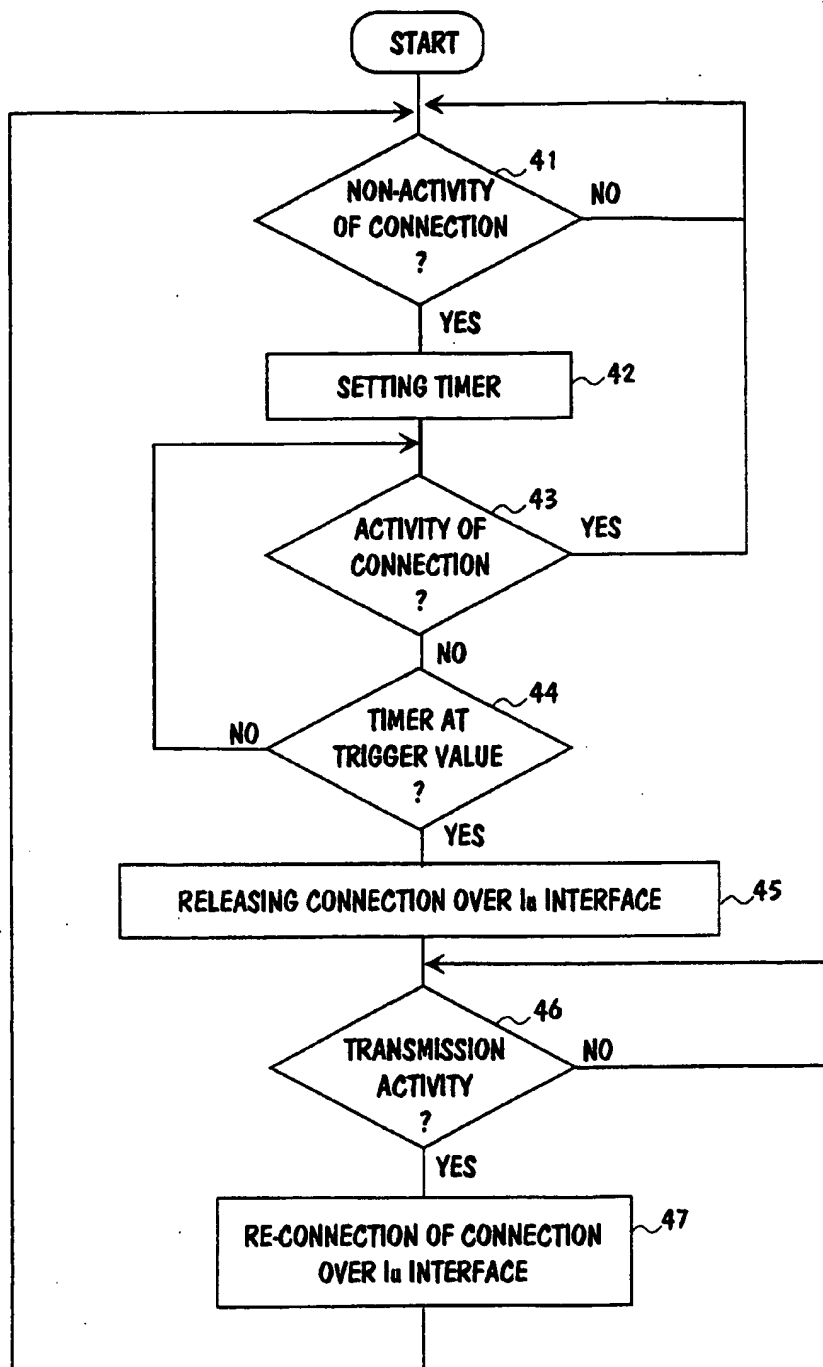 START
41
NON-ACTIVITY
OF CONNECTION
?
NO
YES
SETTING TIMER
42
43
ACTIVITY OF
CONNECTION
?
YES
NO
44
TIMER AT
TRIGGER VALUE
?
NO
YES
RELEASING CONNECTION OVER Iu INTERFACE
45
46
TRANSMISSION
ACTIVITY
?
NO
YES
RE-CONNECTION OF CONNECTION
OVER Iu INTERFACE
47